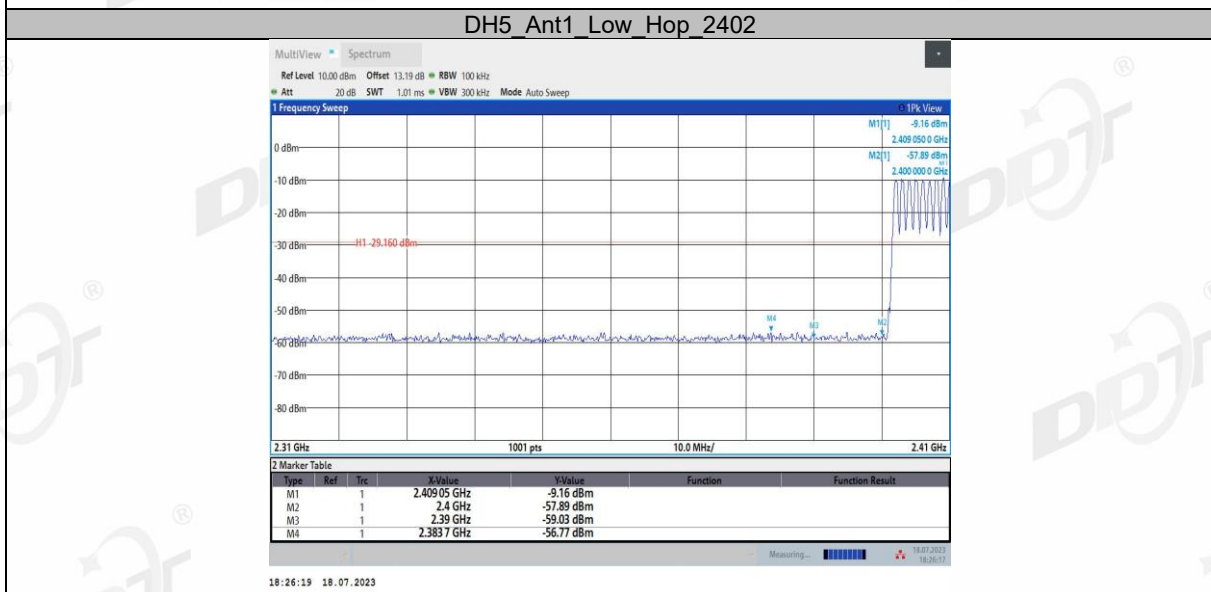 DH5_Ant1_Low_Hop_2402
MultiView Spectrum
Ref Level 10.00 dBm Offset 13.19 dB RBW 100 kHz
Att 20 dB SWT 1.01 ms VBW 300 kHz Mode Auto Sweep
1 Frequency Sweep 1Pk View
M1[1] -9.16 dBm
2.409 050 0 GHz
M2[1] -57.89 dBm
2.400 000 0 GHz
M1
0 dBm
-10 dBm
-20 dBm
-30 dBm
H1 -29.160 dBm
-40 dBm
-50 dBm
M4 M3 M2
-60 dBm
-70 dBm
-80 dBm
2.31 GHz 1001 pts 10.0 MHz/ 2.41 GHz
2 Marker Table
Type Ref Trc X-Value Y-Value Function Function Result
M1 1 2.409 05 GHz -9.16 dBm
M2 1 2.4 GHz -57.89 dBm
M3 1 2.39 GHz -59.03 dBm
M4 1 2.383 7 GHz -56.77 dBm
Measuring... 18.07.2023
18:26:17
18:26:19 18.07.2023
DDT®